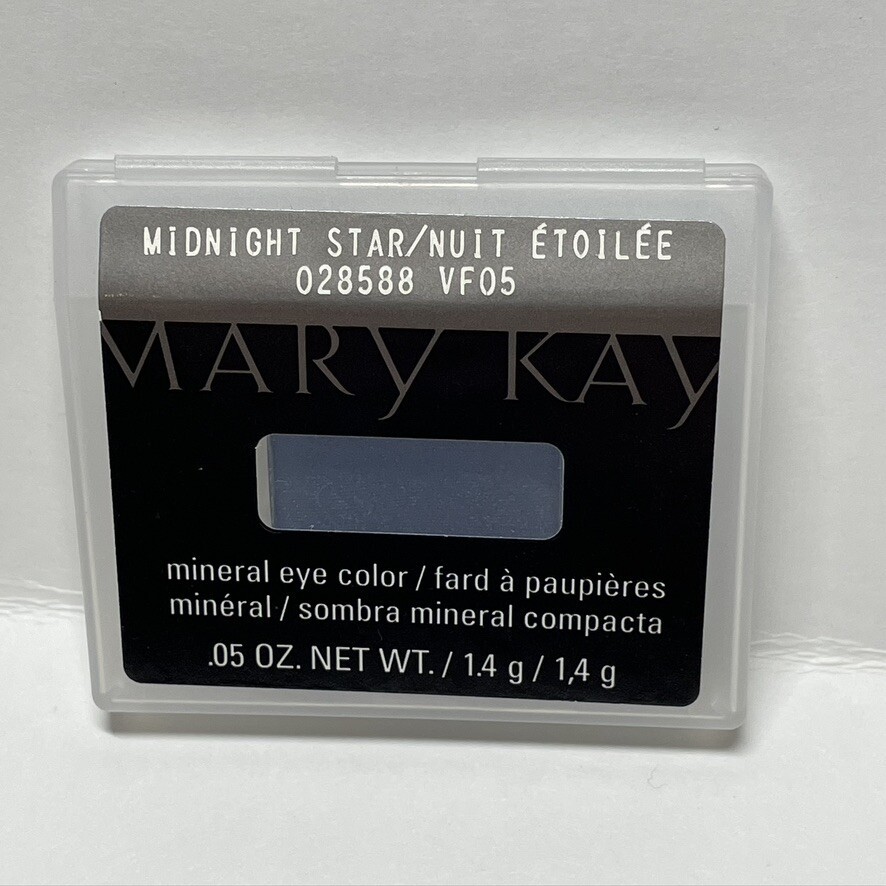 MIDNIGHT STAR/NUIT ÉTOILÉE
028588 VF05
MARY KAY
mineral eye color / fard à paupières
minéral / sombra mineral compacta
.05 OZ. NET WT. / 1.4 g / 1,4 g